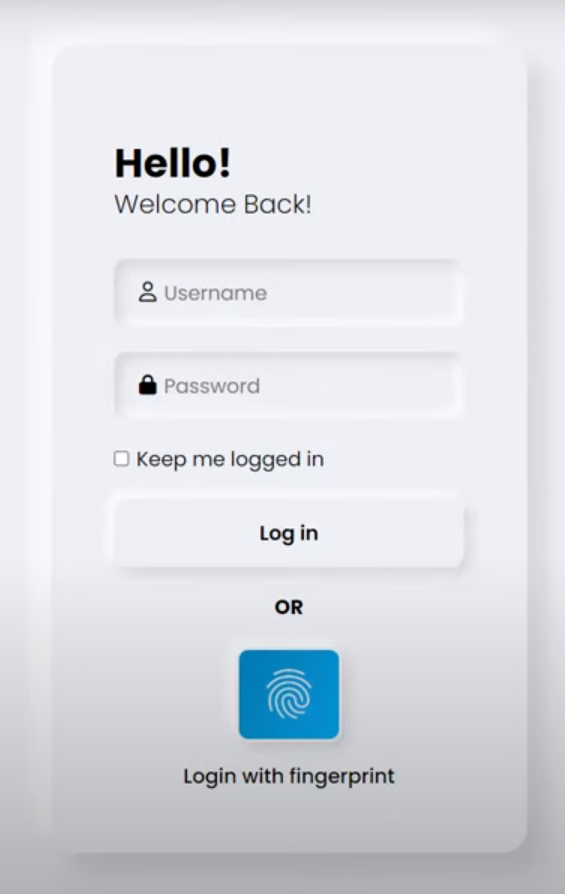 Hello!
Welcome Back!
Username
Password
Keep me logged in
Log in
OR
Login with fingerprint